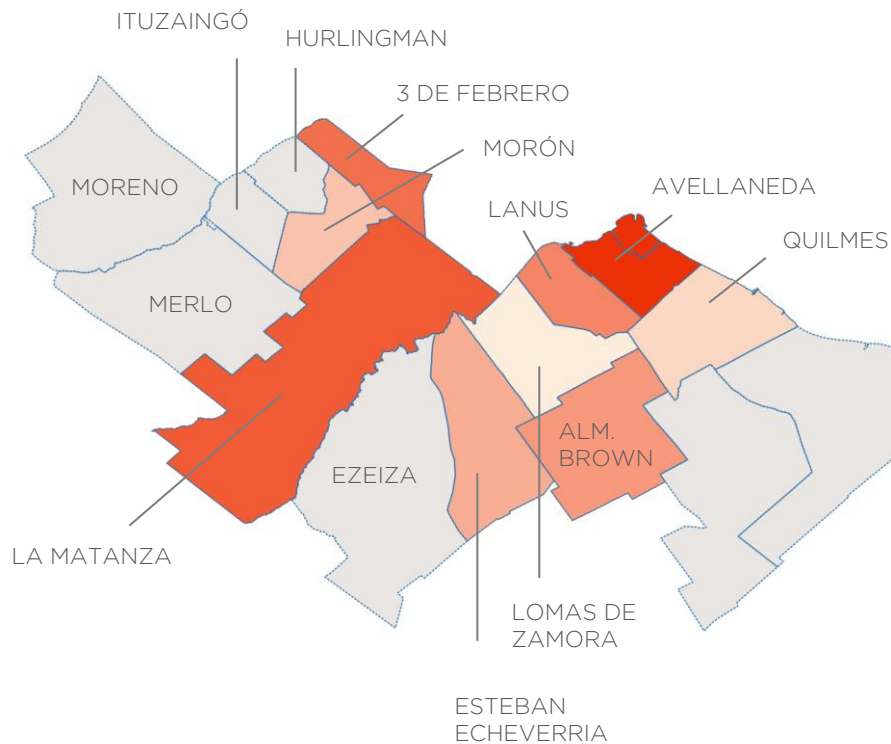 ITUZAINGÓ
HURLINGMAN
3 DE FEBRERO
MORÓN
MORENO
AVELLANEDA
LANUS
QUILMES
MERLO
ALM.
BROWN
EZEIZA
LA MATANZA
LOMAS DE
ZAMORA
ESTEBAN
ECHEVERRIA